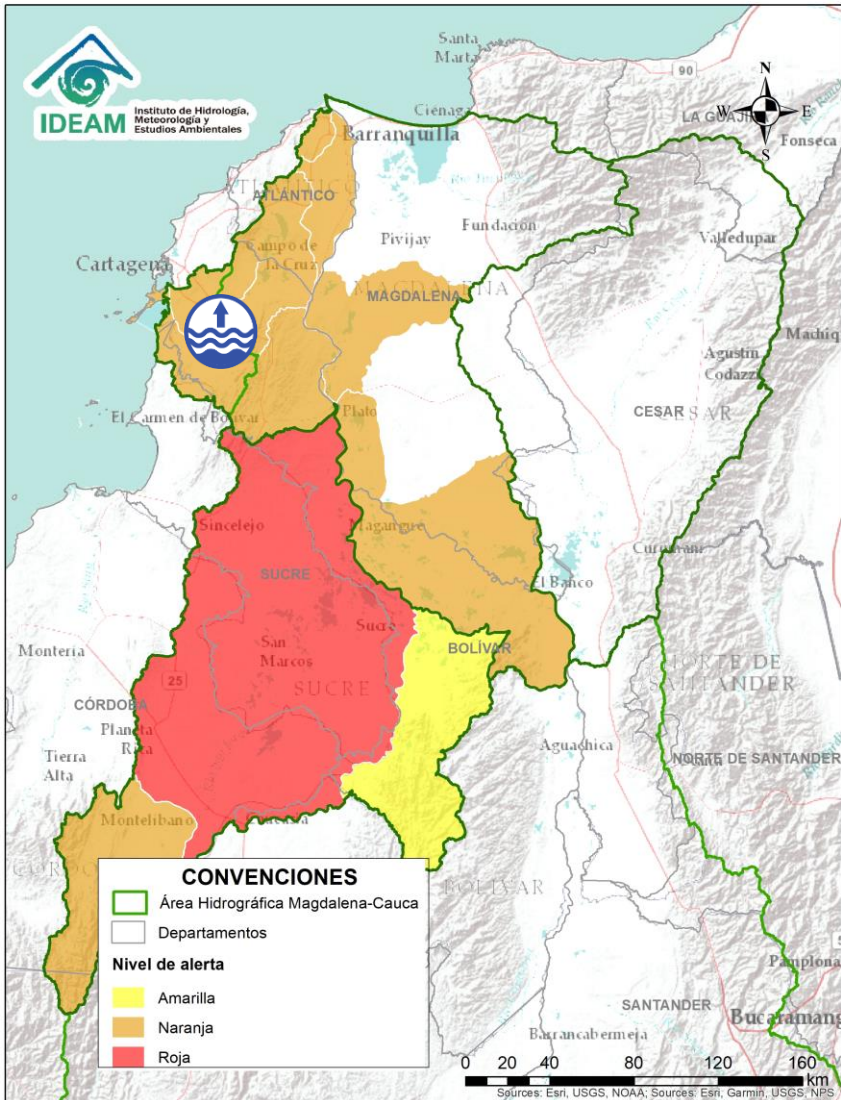 IDEAM
Instituto de Hidrología,
Meteorología y
Estudios Ambientales
Santa
Marta
90
N
W
E
S
LA GUAJIRA
Ciénaga
Barranquilla
Fonseca
ATLÁNTICO
Fundación
Pivijay
Valledupar
Campo de
la Cruz
Cartagena
MAGDALENA
Agustín
Codazzi
El Carmen de Bolívar
Plato
CESAR
CESAR
Sincelejo
Magangue
Curumani
SUCRE
El Banco
Sucre
Montería
San
Marcos
BOLÍVAR
NORTE DE
SANTANDER
25
SUCRE
CÓRDOBA
Planeta
Rica
Aguachica
Tierra
Alta
NORTE DE SANTANDER
Montelíbano
BOLÍVAR
CONVENCIONES
Área Hidrográfica Magdalena-Cauca
Departamentos
Nivel de alerta
Amarilla
Naranja
Roja
Pamplona
SANTANDER
Bucaramang
Barrancabermeja
0 20 40 80 120 160
km
Sources: Esri, USGS, NOAA; Sources: Esri, Garmin, USGS, NPS